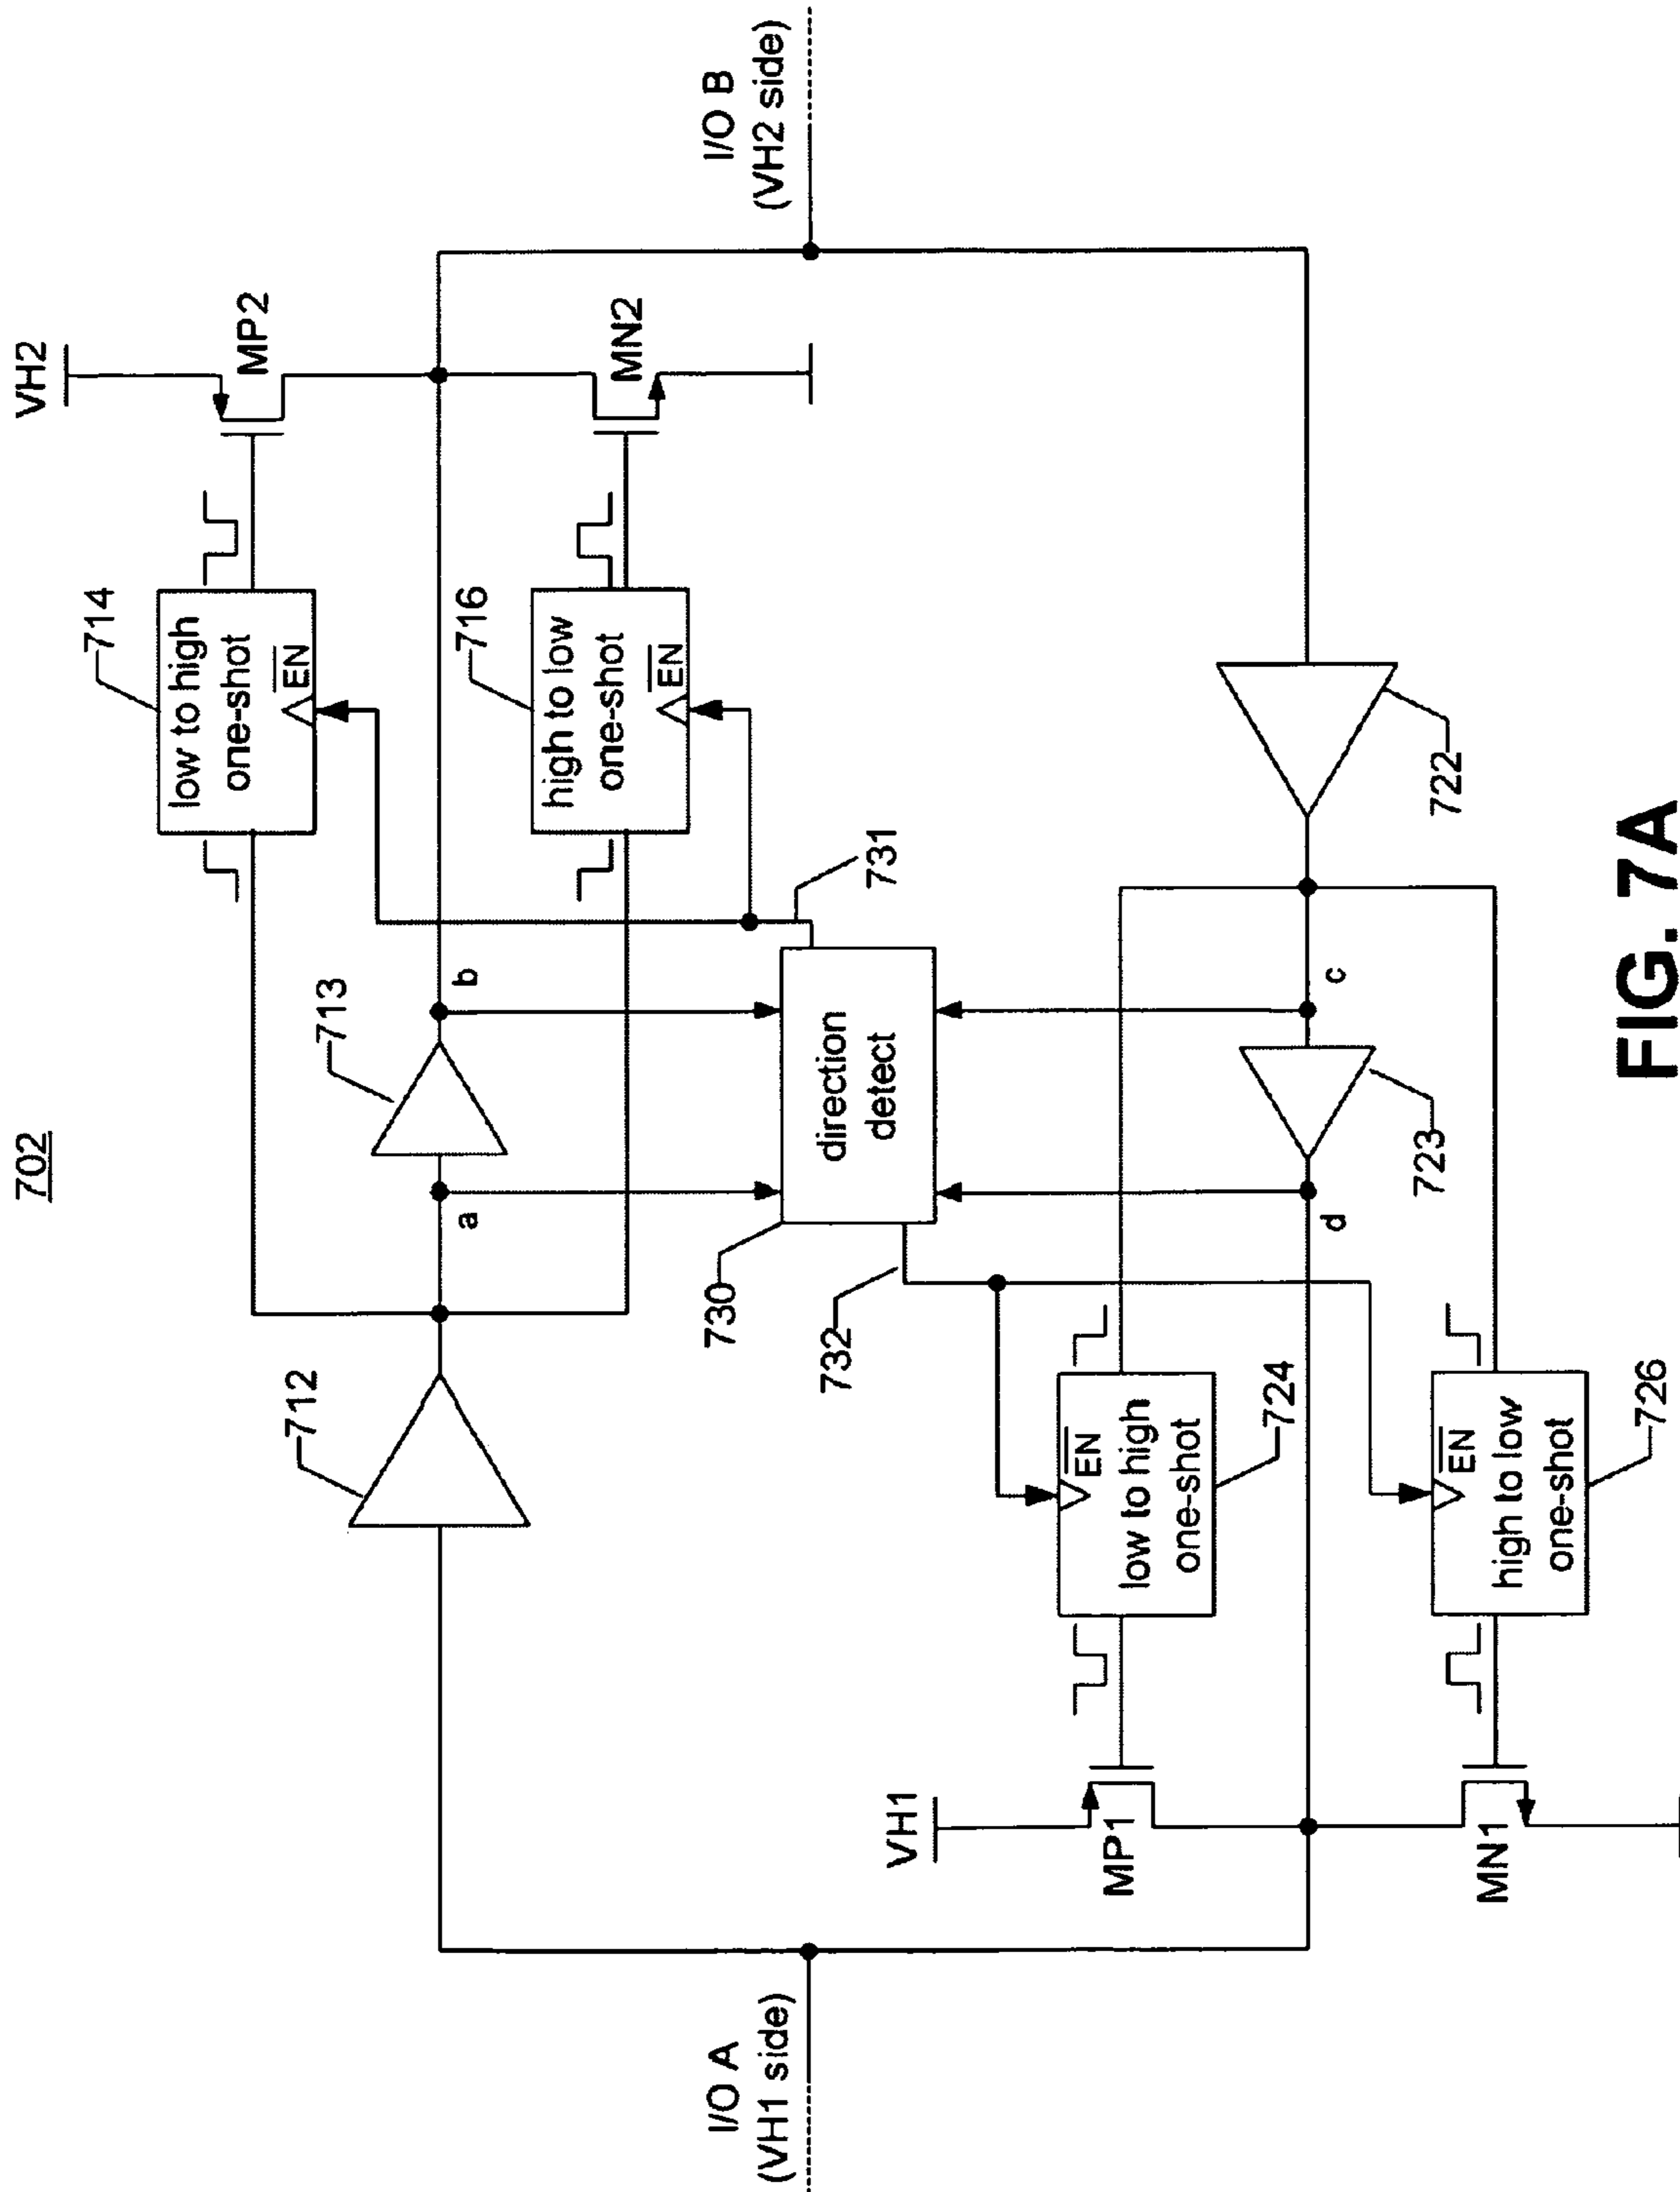 702
VH2
714
low to high
one-shot
EN
MP2
713
b
a
712
716
high to low
one-shot
EN
MN2
I/O B
(VH2 side)
731
730
direction
detect
732
I/O A
(VH1 side)
VH1
MP1
EN
low to high
one-shot
724
d
c
723
722
MN1
EN
high to low
one-shot
726
FIG. 7A